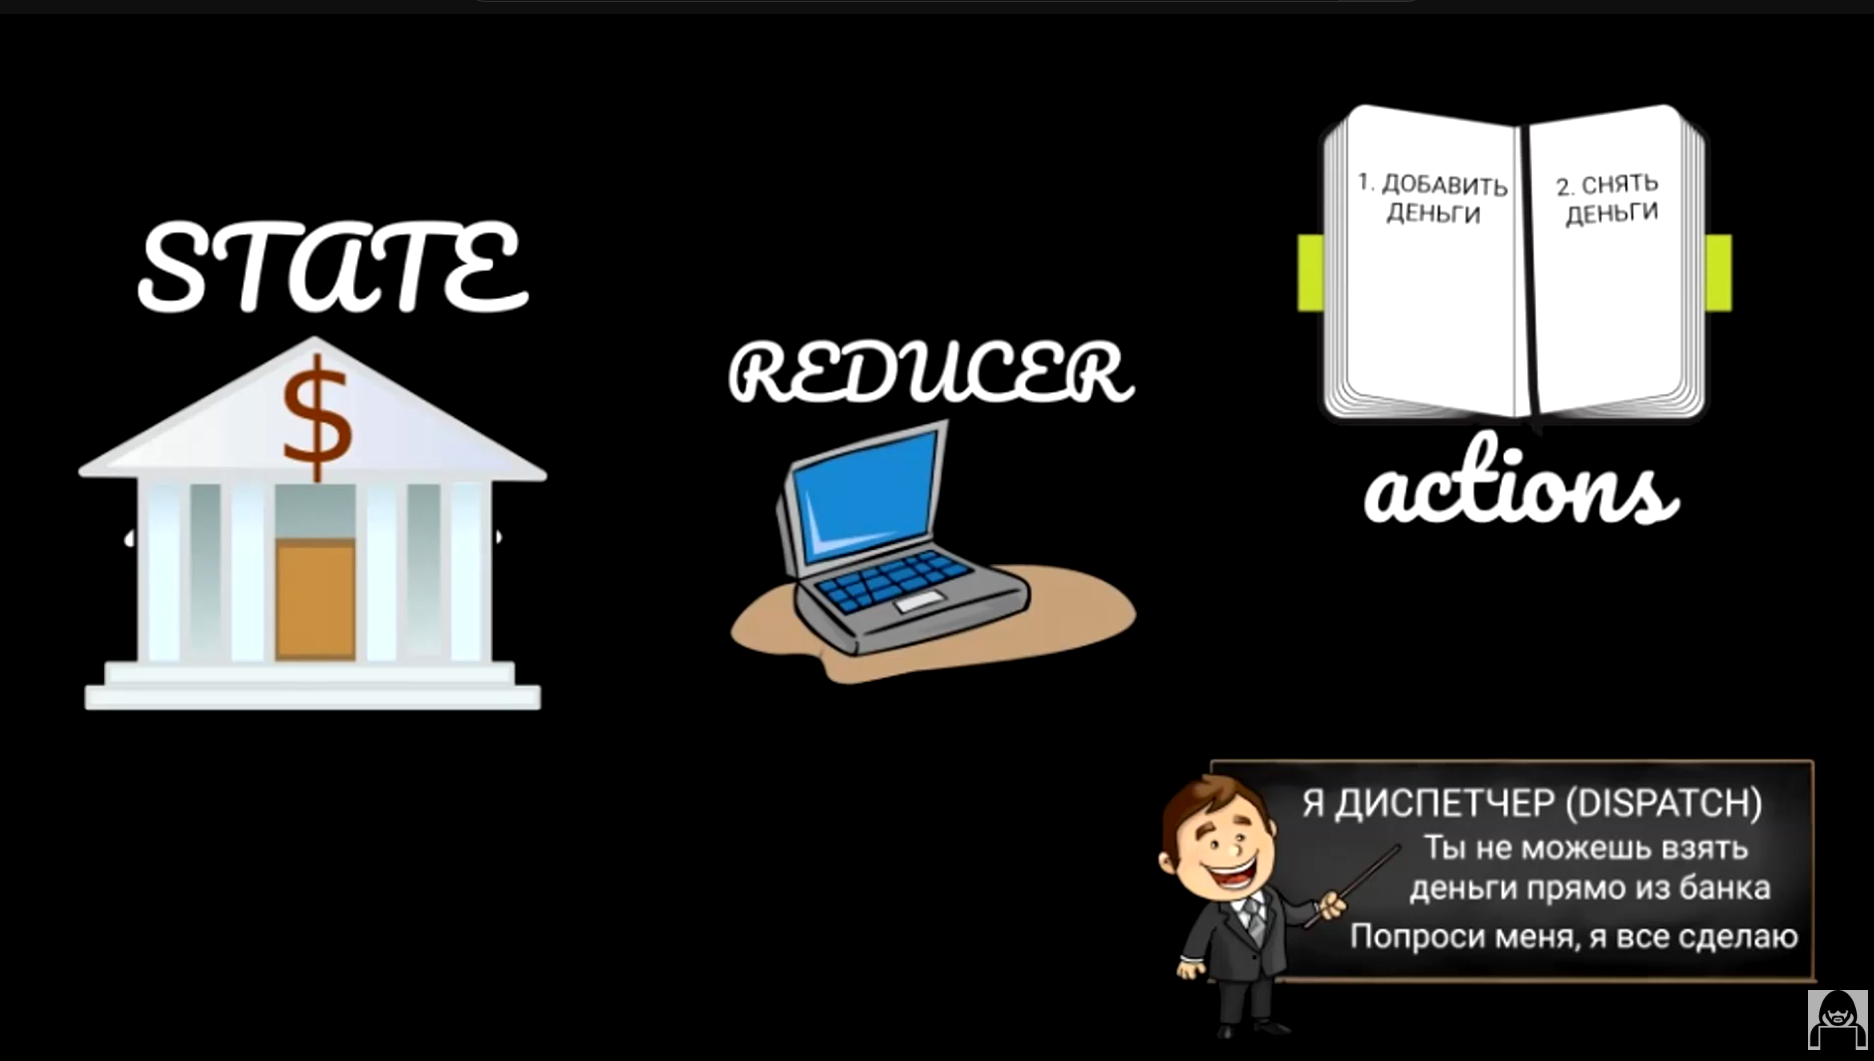 STATE
$
REDUCER
1. ДОБАВИТЬ
ДЕНЬГИ
2. СНЯТЬ
ДЕНЬГИ
actions
Я ДИСПЕТЧЕР (DISPATCH)
Ты не можешь взять
деньги прямо из банка
Попроси меня, я все сделаю